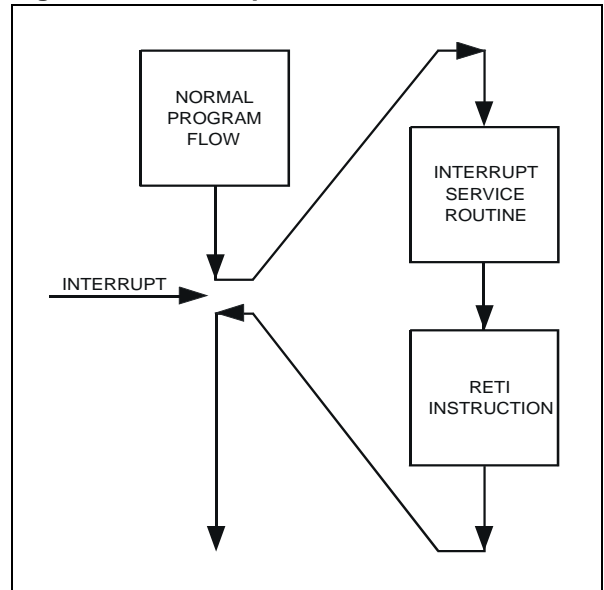 NORMAL
PROGRAM
FLOW
INTERRUPT
SERVICE
ROUTINE
INTERRUPT
RETI
INSTRUCTION